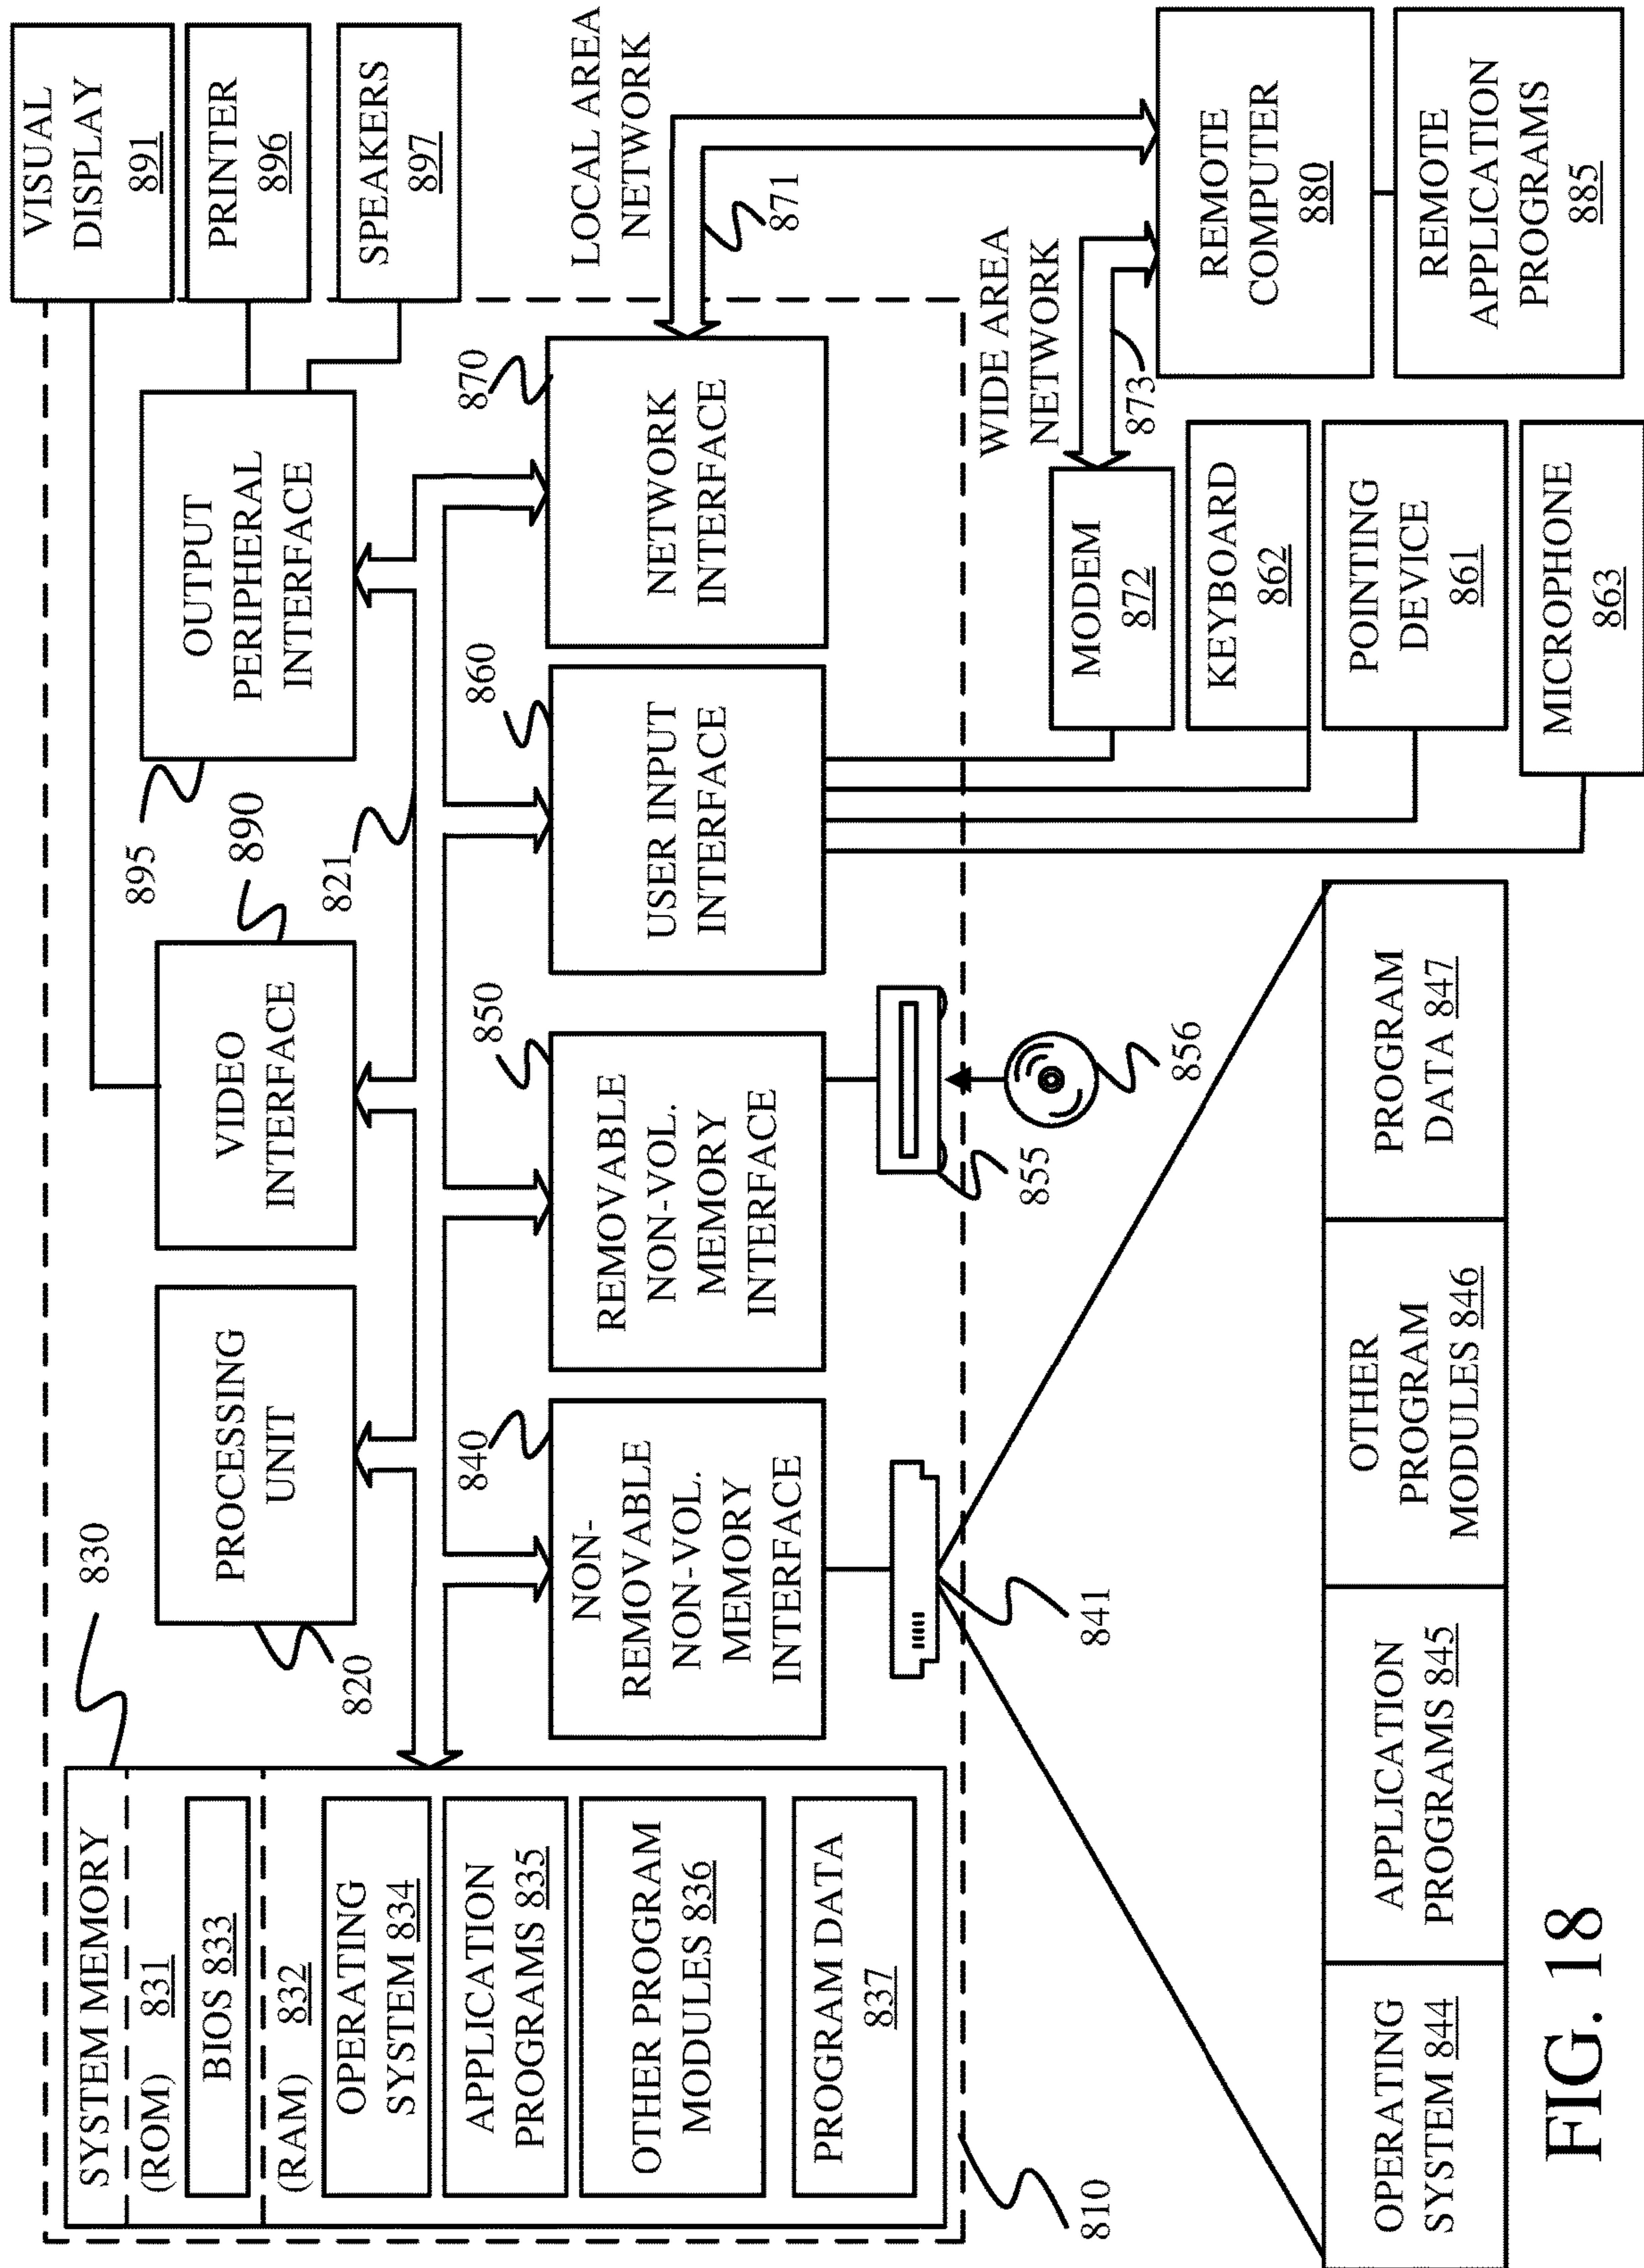 SYSTEM MEMORY
(ROM) 831
BIOS 833
(RAM) 832
OPERATING
SYSTEM 834
APPLICATION
PROGRAMS 835
OTHER PROGRAM
MODULES 836
PROGRAM DATA
837
830
820
PROCESSING
UNIT
VIDEO
INTERFACE
890
895
OUTPUT
PERIPHERAL
INTERFACE
821
VISUAL
DISPLAY
891
PRINTER
896
SPEAKERS
897
840
NON-
REMOVABLE
NON-VOL.
MEMORY
INTERFACE
850
REMOVABLE
NON-VOL.
MEMORY
INTERFACE
860
USER INPUT
INTERFACE
870
NETWORK
INTERFACE
LOCAL AREA
NETWORK
871
WIDE AREA
NETWORK
873
810
841
855
856
MODEM
872
KEYBOARD
862
POINTING
DEVICE
861
MICROPHONE
863
REMOTE
COMPUTER
880
REMOTE
APPLICATION
PROGRAMS
885
OPERATING
SYSTEM 844
APPLICATION
PROGRAMS 845
OTHER
PROGRAM
MODULES 846
PROGRAM
DATA 847
FIG. 18